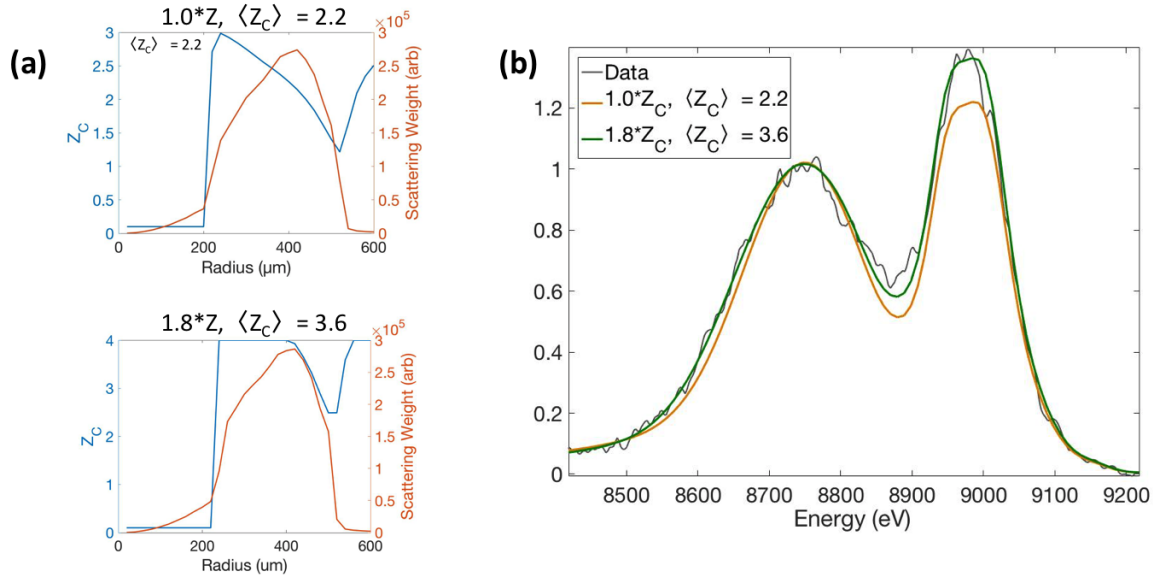 (a)
1.0*Z, ⟨Z_C⟩ = 2.2
×10^5
⟨Z_C⟩ = 2.2
Z_C
3
2.5
2
1.5
1
0.5
0
0
200
400
600
3
2.5
2
1.5
1
0.5
0
Scattering Weight (arb)
Radius (μm)
1.8*Z, ⟨Z_C⟩ = 3.6
×10^5
Z_C
4
3
2
1
0
0
200
400
600
3
2.5
2
1.5
1
0.5
0
Scattering Weight (arb)
Radius (um)
(b)
Data
1.0*Z_C, ⟨Z_C⟩ = 2.2
1.8*Z_C, ⟨Z_C⟩ = 3.6
1.2
1
0.8
0.6
0.4
0.2
0
8500 8600 8700 8800 8900 9000 9100 9200
Energy (eV)